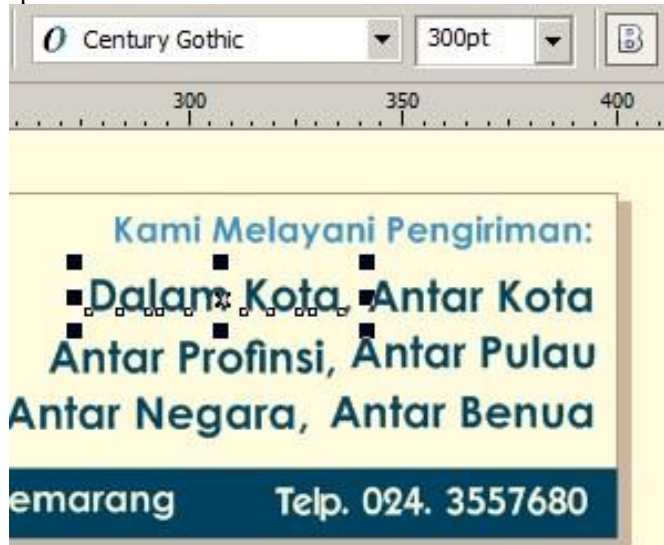 Century Gothic 300pt B
300 350 400
Kami Melayani Pengiriman:
Dalam Kota, Antar Kota
Antar Profinsi, Antar Pulau
Antar Negara, Antar Benua
emarang Telp. 024. 3557680